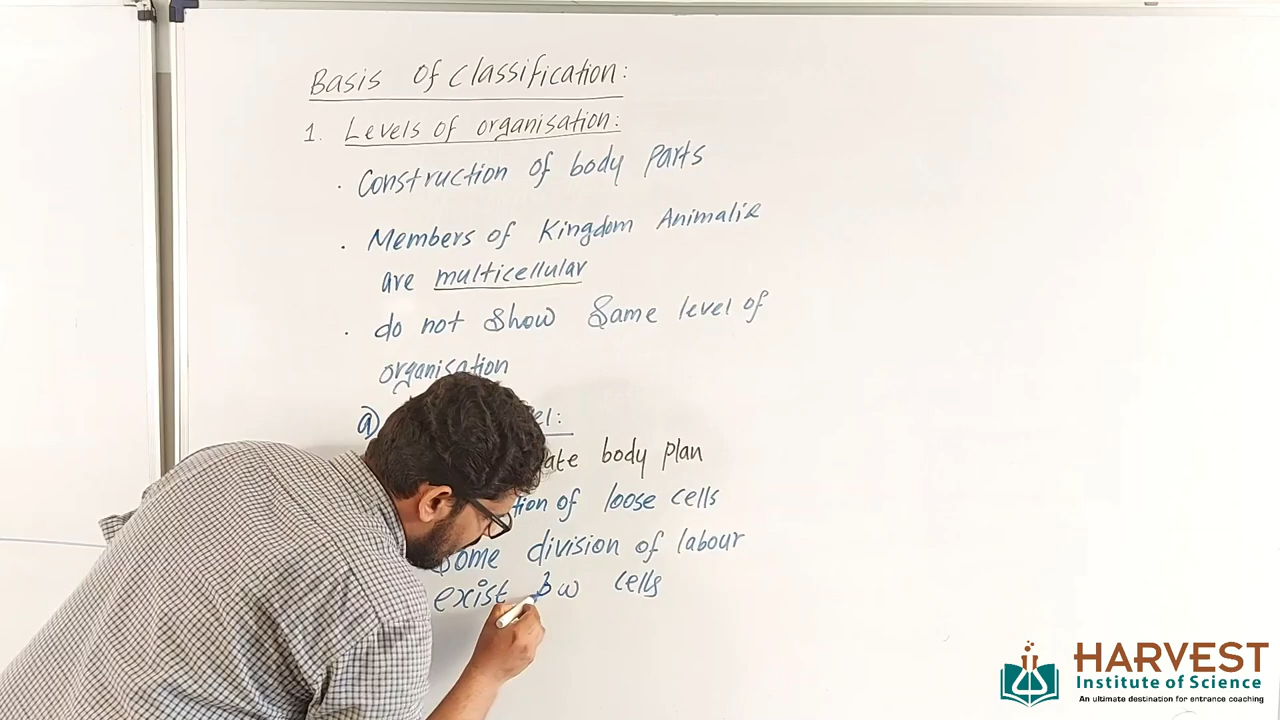 Basis of classification:
1. Levels of organisation:
. Construction of body parts
. Members of Kingdom Animalia
are multicellular
. do not show same level of
organisation
a)
body plan
of loose cells
some division of labour
exist bw cells
HARVEST
Institute of Science
An ultimate destination for entrance coaching